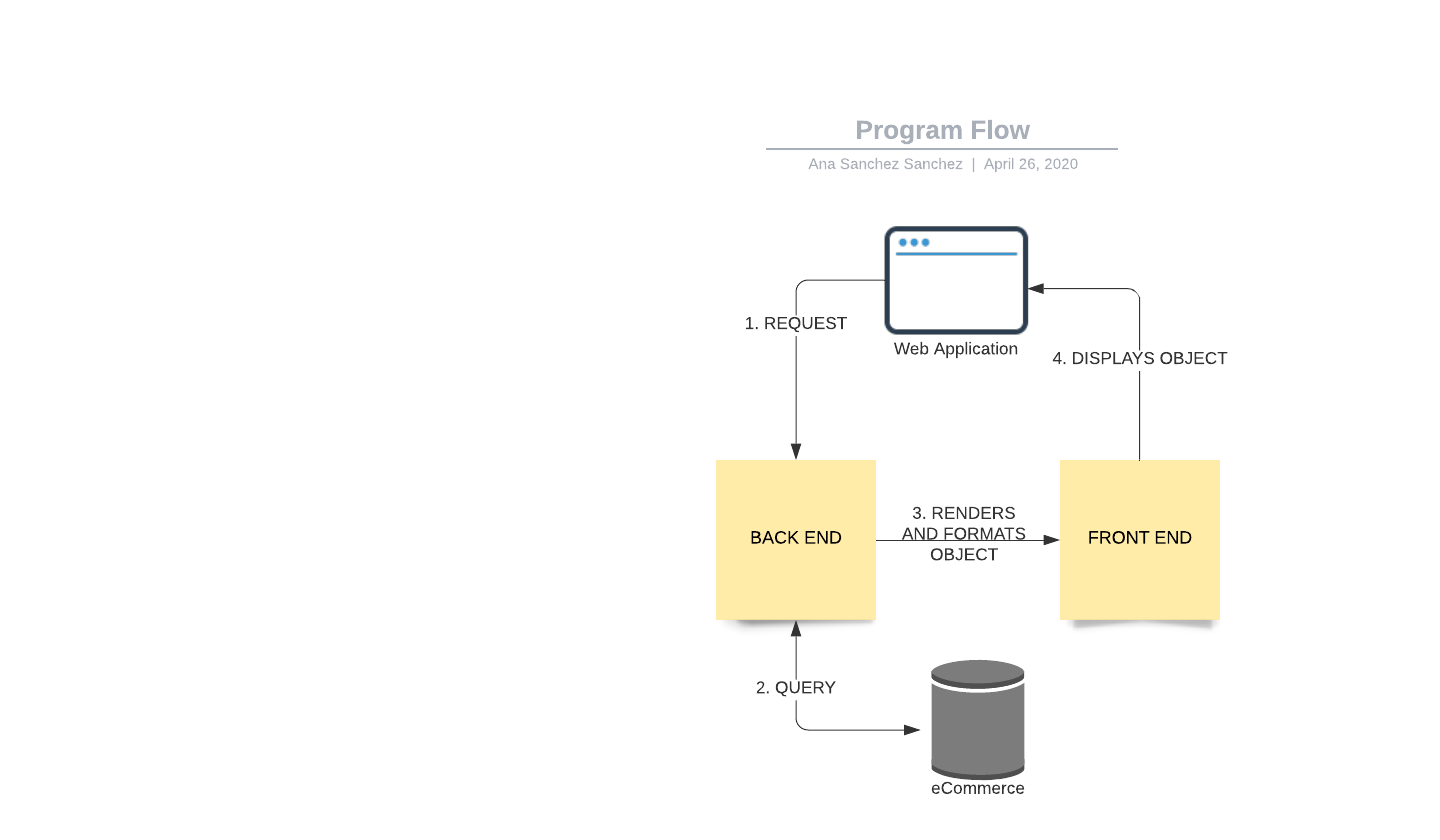 Program Flow
Ana Sanchez Sanchez | April 26, 2020
1. REQUEST
Web Application
4. DISPLAYS OBJECT
BACK END
3. RENDERS
AND FORMATS
OBJECT
FRONT END
2. QUERY
eCommerce